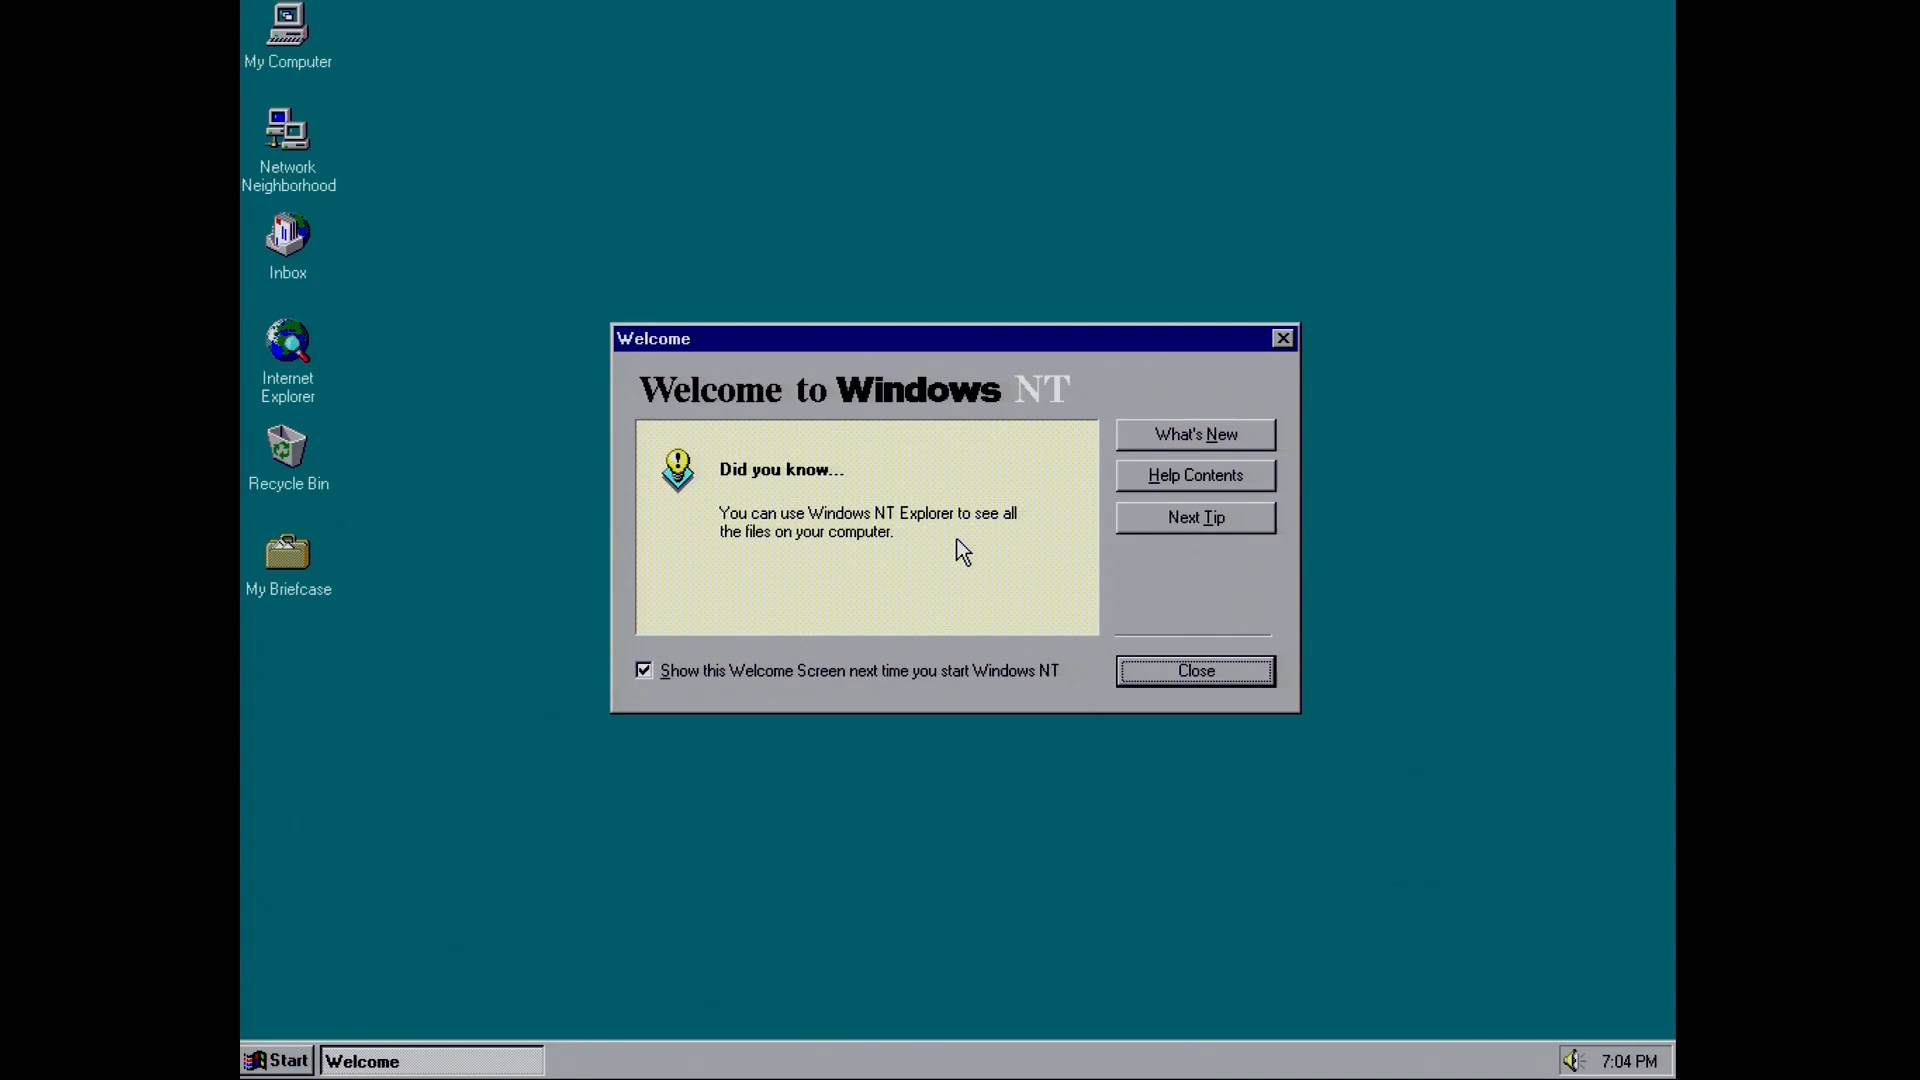 My Computer
Network
Neighborhood
Inbox
Internet
Explorer
Recycle Bin
My Briefcase
Welcome
Welcome to Windows NT
Did you know...
You can use Windows NT Explorer to see all
the files on your computer.
What's New
Help Contents
Next Tip
Show this Welcome Screen next time you start Windows NT
Close
Start
Welcome
7:04 PM